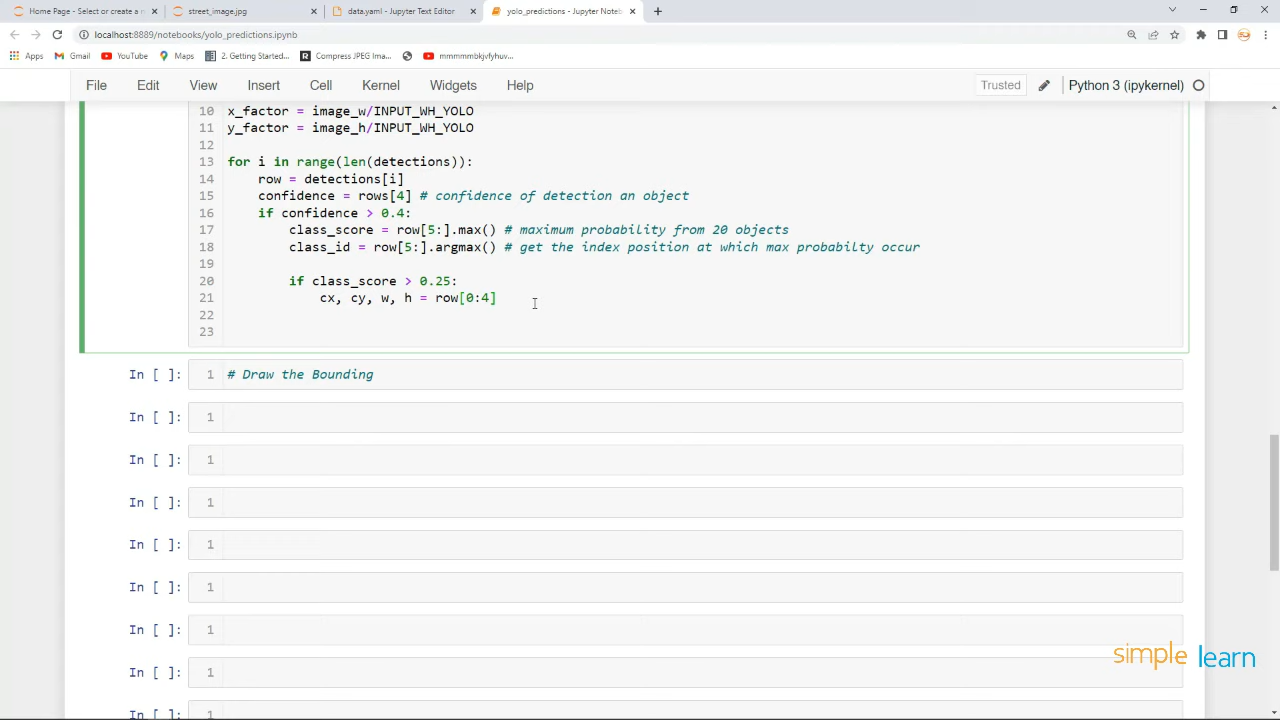 Home Page - Select or create a n
street_image.jpg
data.yaml - Jupyter Text Editor
yolo_predictions - Jupyter Noteb
localhost:8889/notebooks/yolo_predictions.ipynb
Apps
Gmail
YouTube
Maps
2. Getting Started...
Compress JPEG Ima...
mmmmmbkjvfyhuv...
File
Edit
View
Insert
Cell
Kernel
Widgets
Help
Trusted
Python 3 (ipykernel)
10 x_factor = image_w/INPUT_WH_YOLO
11 y_factor = image_h/INPUT_WH_YOLO
12
13 for i in range(len(detections)):
14 row = detections[i]
15 confidence = rows[4] # confidence of detection an object
16 if confidence > 0.4:
17 class_score = row[5:].max() # maximum probability from 20 objects
18 class_id = row[5:].argmax() # get the index position at which max probabilty occur
19
20 if class_score > 0.25:
21 cx, cy, w, h = row[0:4]
22
23
In [ ]: 1 # Draw the Bounding
In [ ]: 1
In [ ]: 1
In [ ]: 1
In [ ]: 1
In [ ]: 1
In [ ]: 1
In [ ]: 1
In [ ]: 1
simplelearn